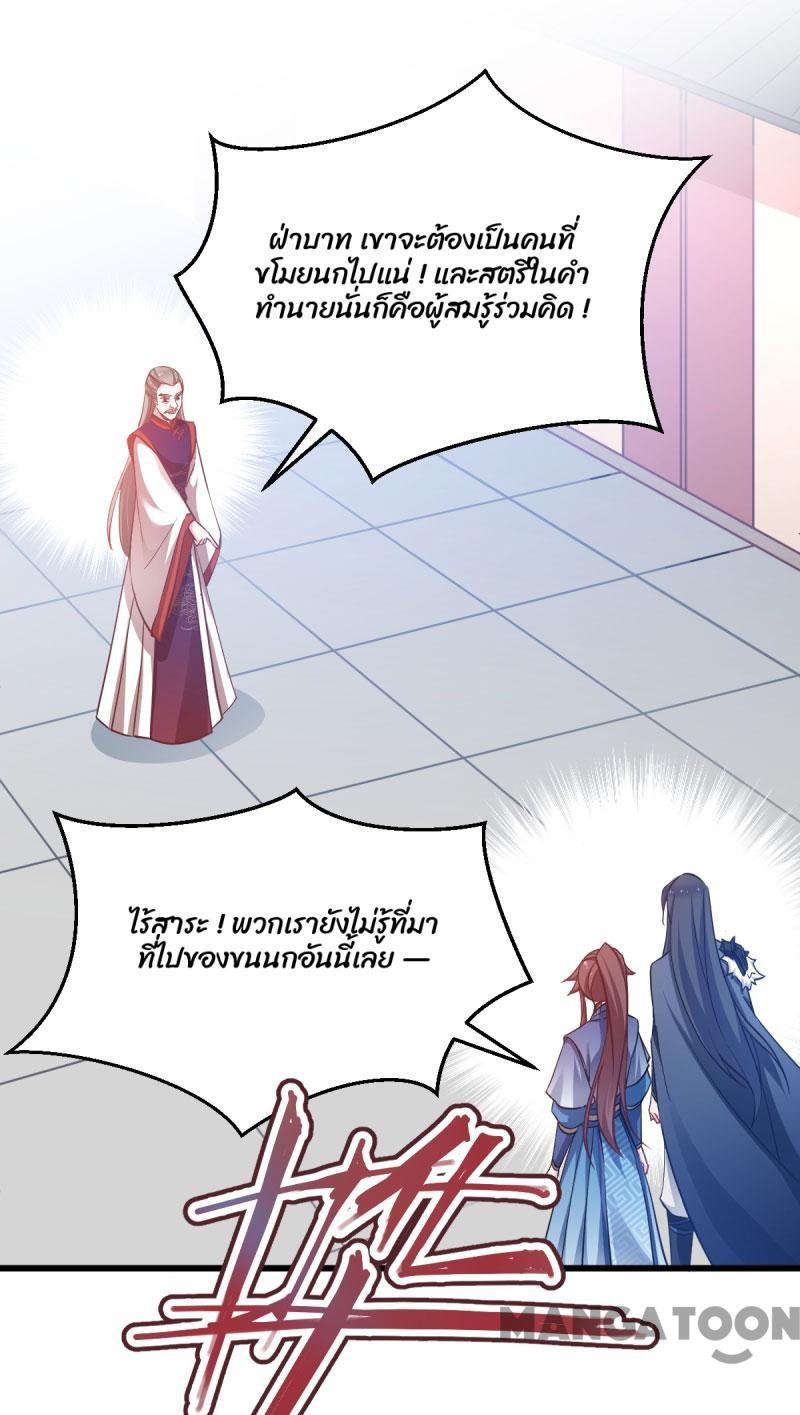 ฝ่าบาท เขาจะต้องเป็นคนที่
ขโมยนกไปแน่ ! และสตรีในคำ
ทำนายนั่นก็คือผู้สมรู้ร่วมคิด !
ไร้สาระ ! พวกเรายังไม่รู้ที่มา
ที่ไปของขนนกอันนี้เลย —
MANGATOON